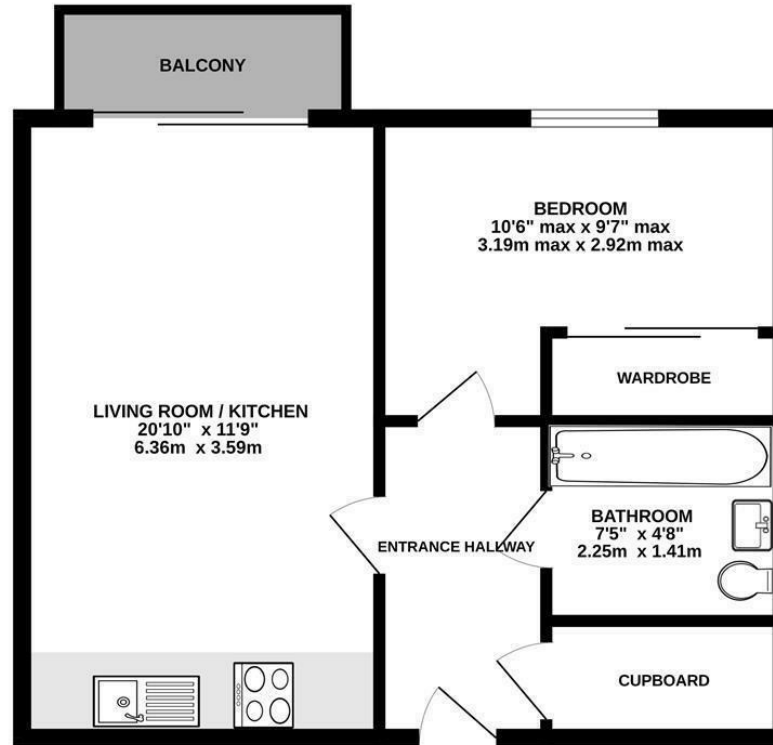 BALCONY
BEDROOM
10'6" max x 9'7" max
3.19m max x 2.92m max
WARDROBE
LIVING ROOM / KITCHEN
20'10" x 11'9"
6.36m x 3.59m
BATHROOM
7'5" x 4'8"
2.25m x 1.41m
ENTRANCE HALLWAY
CUPBOARD